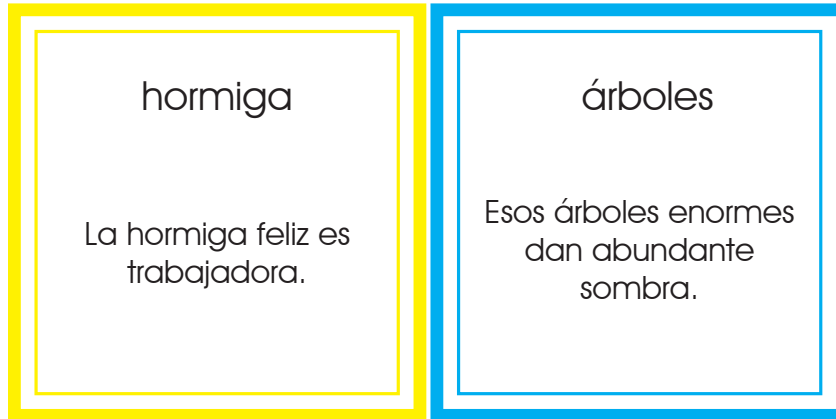 hormiga
La hormiga feliz es
trabajadora.
árboles
Esos árboles enormes
dan abundante
sombra.